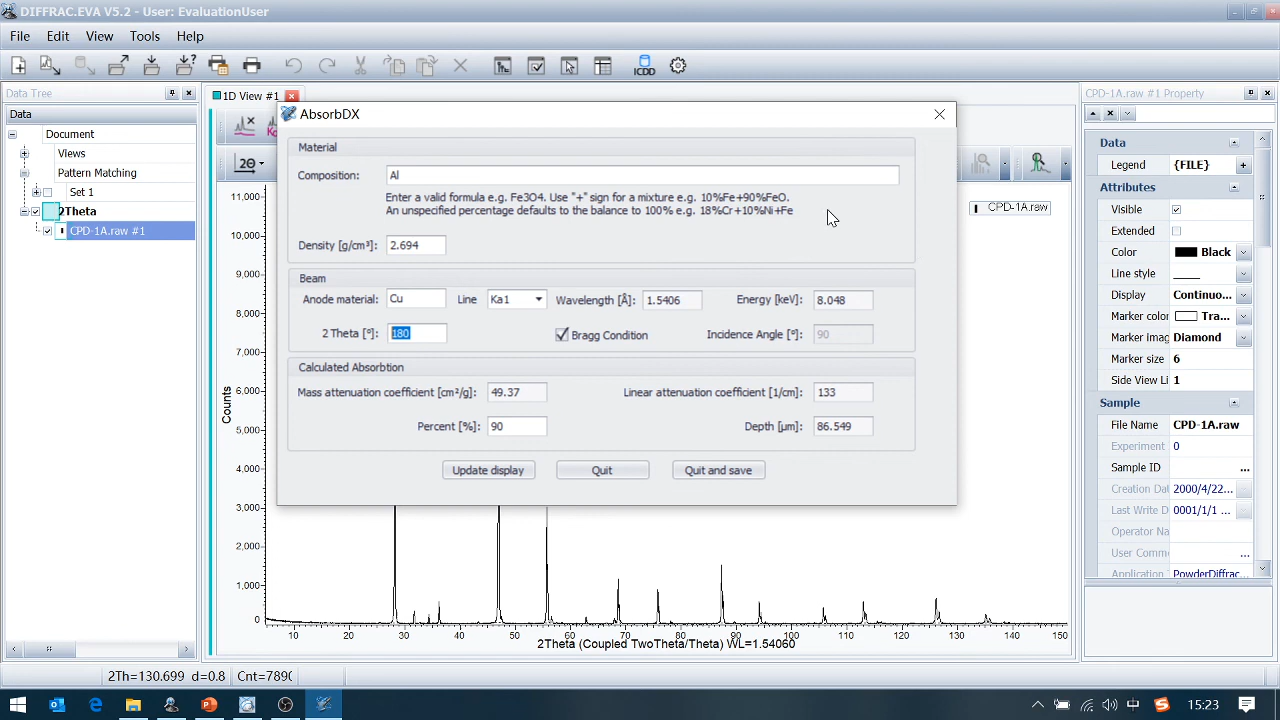 DIFFRAC.EVA V5.2 - User: EvaluationUser
File Edit View Tools Help
ICDD
Data Tree
Data
Document
Views
Pattern Matching
Set 1
2Theta
CPD-1A.raw #1
1D View #1
2θ
CPD-1A.raw
AbsorbDX
Material
Composition: Al
Enter a valid formula e.g. Fe3O4. Use "+" sign for a mixture e.g. 10%Fe+90%FeO.
An unspecified percentage defaults to the balance to 100% e.g. 18%Cr+10%Ni+Fe
Density [g/cm³]: 2.694
Beam
Anode material: Cu Line Ka1 Wavelength [Å]: 1.5406 Energy [keV]: 8.048
2 Theta [°]: 180 Bragg Condition Incidence Angle [°]: 90
Calculated Absorbtion
Mass attenuation coefficient [cm²/g]: 49.37 Linear attenuation coefficient [1/cm]: 133
Percent [%]: 90 Depth [µm]: 86.549
Update display Quit Quit and save
11,000
10,000
9,000
8,000
7,000
6,000
5,000
4,000
3,000
2,000
1,000
0
Counts
10 20 30 40 50 60 70 80 90 100 110 120 130 140 150
2Theta (Coupled TwoTheta/Theta) WL=1.54060
CPD-1A.raw #1 Property
Data
Legend {FILE}
Attributes
Visible
Extended
Color Black
Line style
Display Continuo...
Marker color Tra...
Marker imag Diamond
Marker size 6
Side View Li 1
Sample
File Name CPD-1A.raw
Experiment 0
Sample ID ...
Creation Dat 2000/4/22...
Last Write D 0001/1/1 ...
Operator Na
User Comme ...
Application PowderDiffrac...
2Th=130.699 d=0.8 Cnt=7890
中
15:23